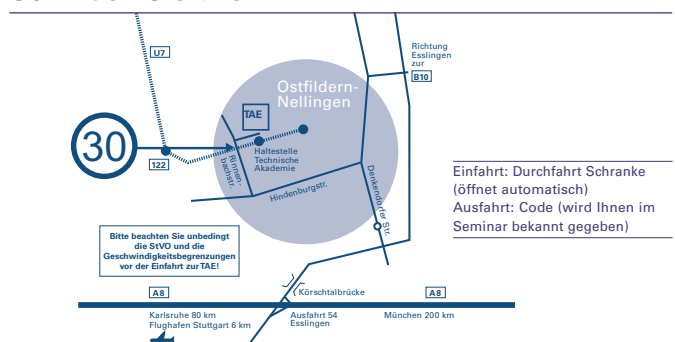 U7
Richtung
Esslingen
zur
B10
Ostfildern-
Nellingen
TAE
30
Haltestelle
Technische
Akademie
122
Rinnen-
bachstr.
Hindenburgstr.
Denkendorfer Str.
Einfahrt: Durchfahrt Schranke
(öffnet automatisch)
Ausfahrt: Code (wird Ihnen im
Seminar bekannt gegeben)
Bitte beachten Sie unbedingt
die StVO und die
Geschwindigkeitsbegrenzungen
vor der Einfahrt zur TAE!
A8
Körschtalbrücke
A8
Karlsruhe 80 km
Flughafen Stuttgart 6 km
Ausfahrt 54
Esslingen
München 200 km